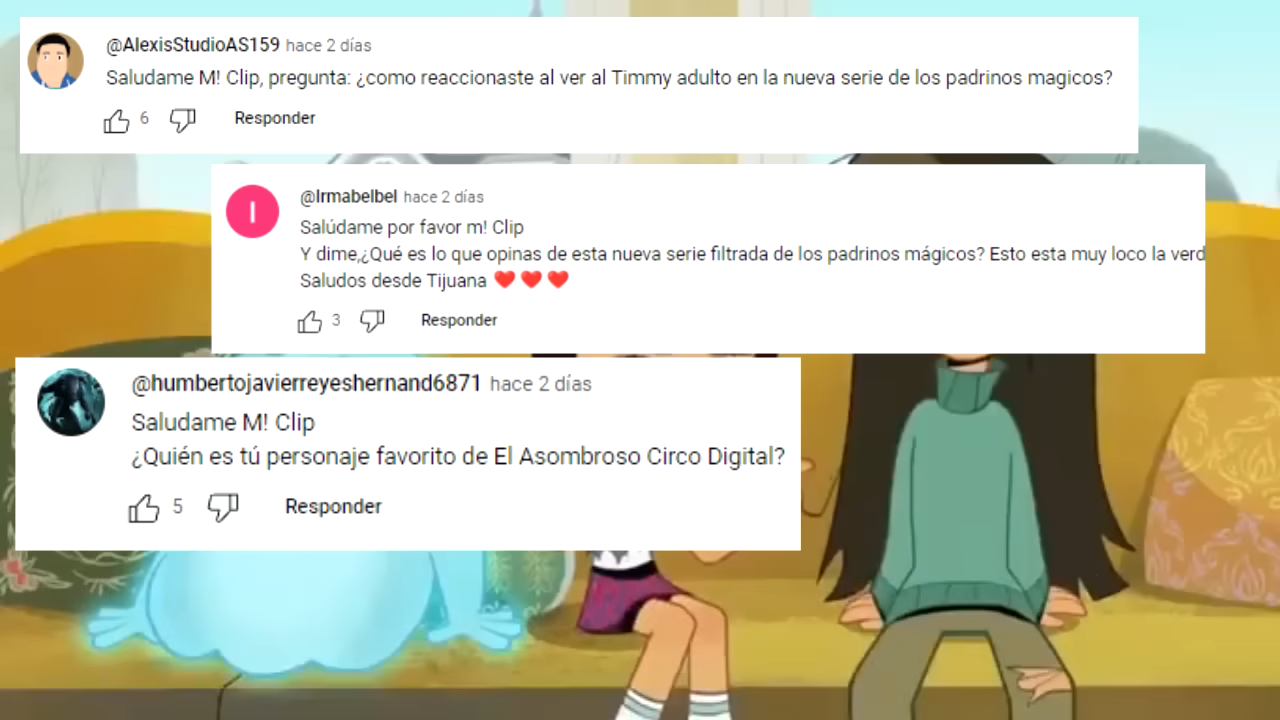 @AlexisStudioAS159 hace 2 días
Saludame M! Clip, pregunta: ¿como reaccionaste al ver al Timmy adulto en la nueva serie de los padrinos magicos?
6 Responder
@Irmabelbel hace 2 días
Salúdame por favor m! Clip
Y dime,¿Qué es lo que opinas de esta nueva serie filtrada de los padrinos mágicos? Esto esta muy loco la verd
Saludos desde Tijuana ❤️❤️❤️
3 Responder
@humbertojavierreyeshernand6871 hace 2 días
Saludame M! Clip
¿Quién es tú personaje favorito de El Asombroso Circo Digital?
5 Responder